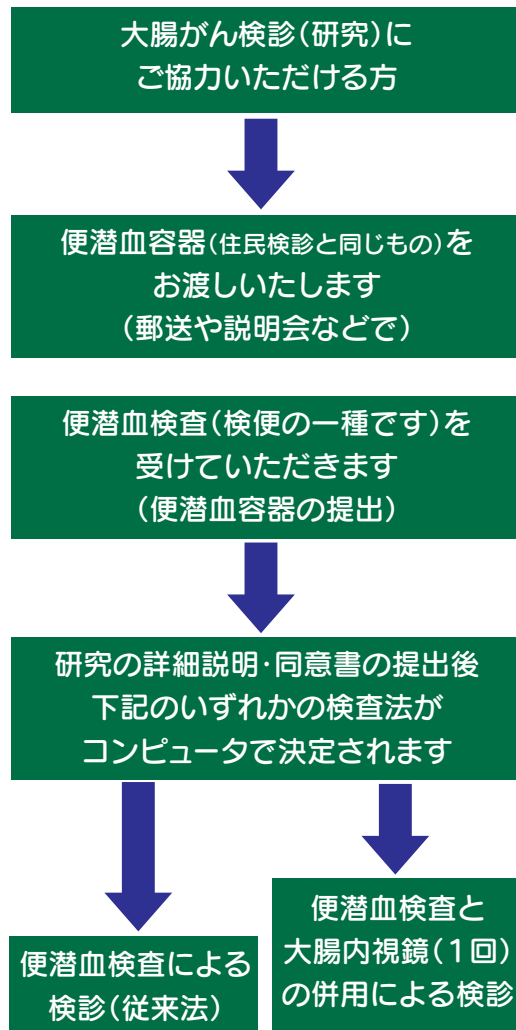 大腸がん検診(研究)に
ご協力いただける方
便潜血容器(住民検診と同じもの)を
お渡しいたします
(郵送や説明会などで)
便潜血検査(検便の一種です)を
受けていただきます
(便潜血容器の提出)
研究の詳細説明・同意書の提出後
下記のいずれかの検査法が
コンピュータで決定されます
便潜血検査による
検診(従来法)
便潜血検査と
大腸内視鏡(1回)
の併用による検診